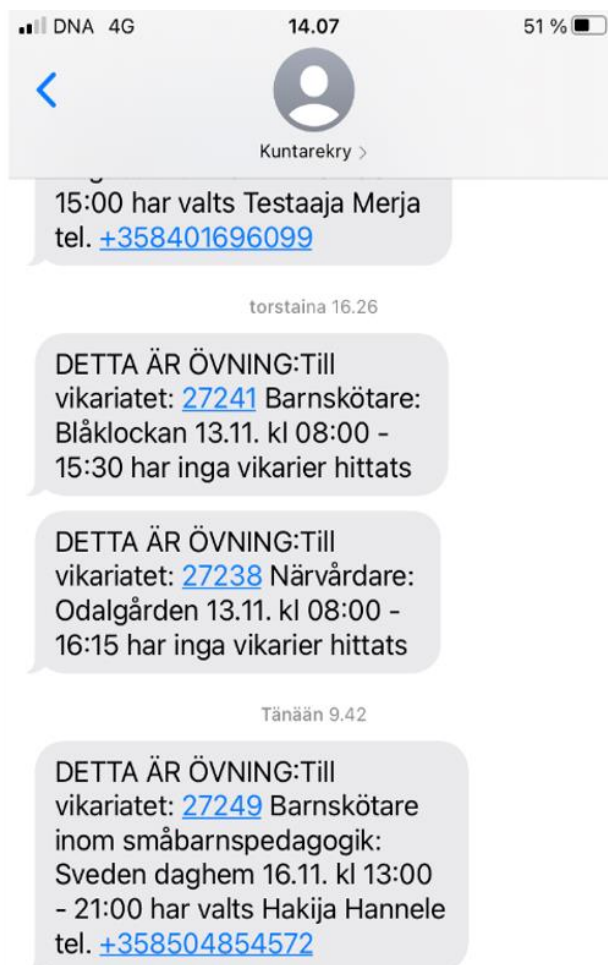 DNA 4G 14.07 51 %
Kuntarekry >
15:00 har valts Testaaja Merja
tel. +358401696099
torstaina 16.26
DETTA ÄR ÖVNING:Till
vikariatet: 27241 Barnskötare:
Blåklockan 13.11. kl 08:00 -
15:30 har inga vikarier hittats
DETTA ÄR ÖVNING:Till
vikariatet: 27238 Närvårdare:
Odalgården 13.11. kl 08:00 -
16:15 har inga vikarier hittats
Tänään 9.42
DETTA ÄR ÖVNING:Till
vikariatet: 27249 Barnskötare
inom småbarnspedagogik:
Sveden daghem 16.11. kl 13:00
- 21:00 har valts Hakija Hannele
tel. +358504854572